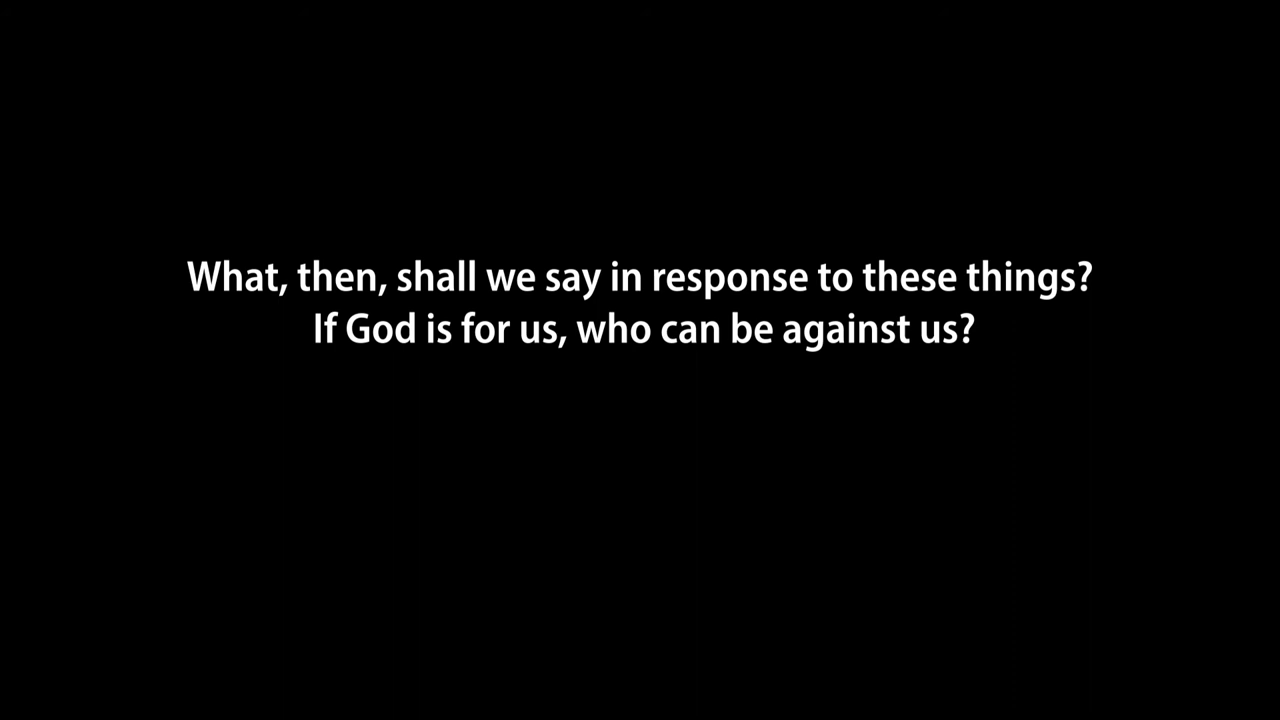 What, then, shall we say in response to these things?
If God is for us, who can be against us?